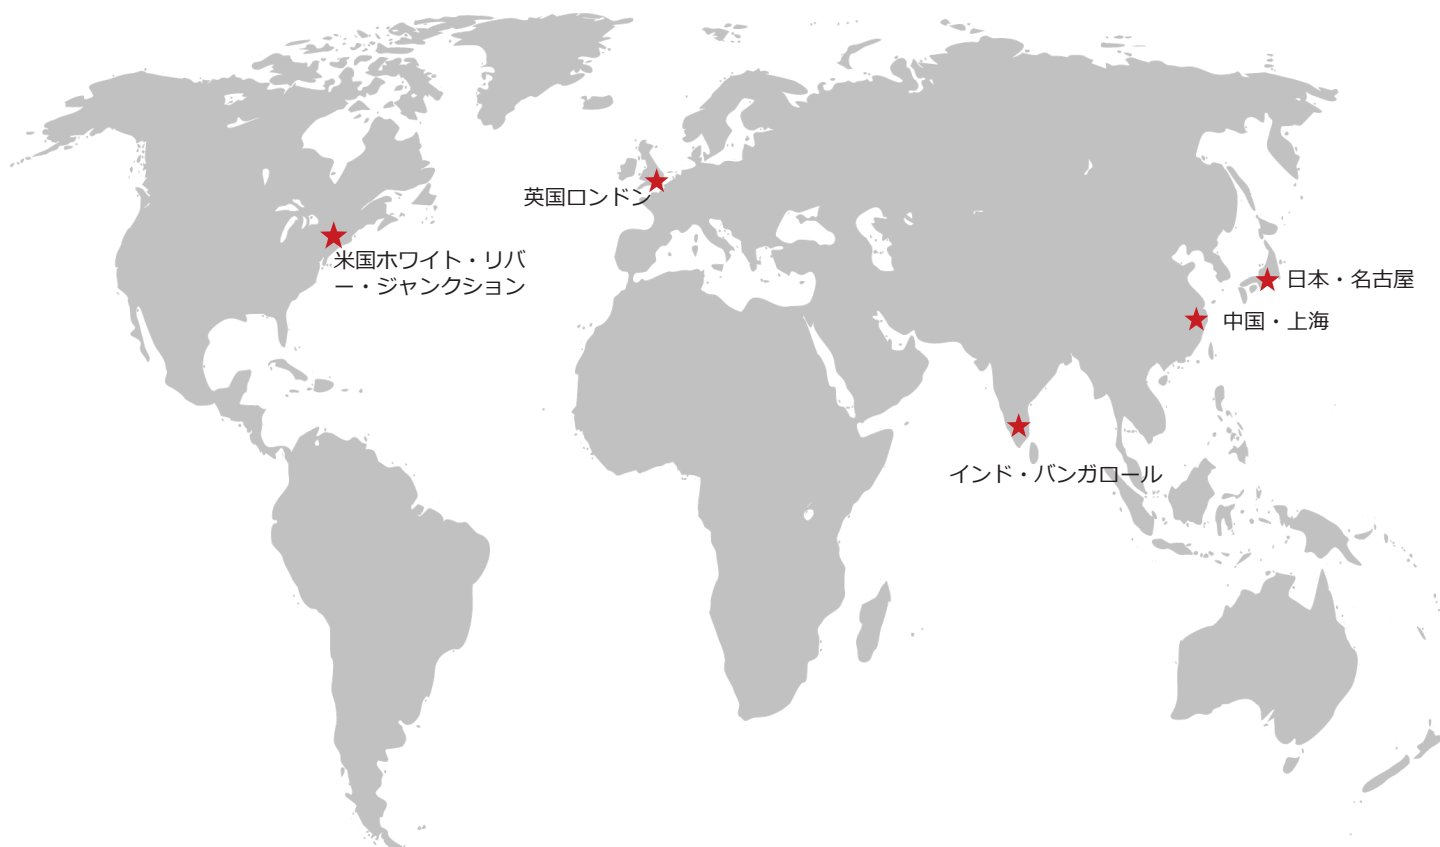 英国ロンドン
米国ホワイト・リバ
ー・ジャンクション
日本・名古屋
中国・上海
インド・バンガロール